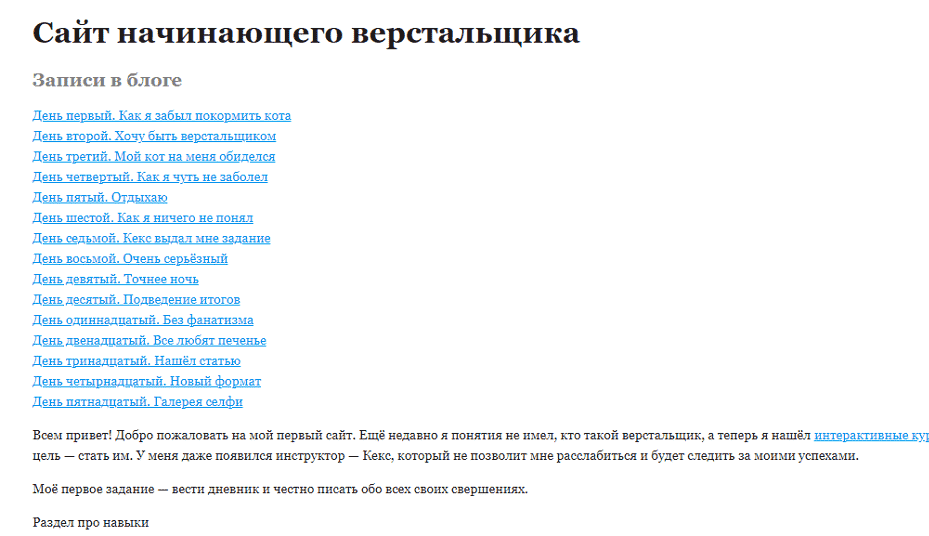 Сайт начинающего верстальщика
Записи в блоге
День первый. Как я забыл покормить кота
День второй. Хочу быть верстальщиком
День третий. Мой кот на меня обиделся
День четвертый. Как я чуть не заболел
День пятый. Отдыхаю
День шестой. Как я ничего не понял
День седьмой. Кекс выдал мне задание
День восьмой. Очень серьёзный
День девятый. Точнее ночь
День десятый. Подведение итогов
День одиннадцатый. Без фанатизма
День двенадцатый. Все любят печенье
День тринадцатый. Нашёл статью
День четырнадцатый. Новый формат
День пятнадцатый. Галерея селфи
Всем привет! Добро пожаловать на мой первый сайт. Ещё недавно я понятия не имел, кто такой верстальщик, а теперь я нашёл интерактивные
цель — стать им. У меня даже появился инструктор — Кекс, который не позволит мне расслабиться и будет следить за моими успехами.
Моё первое задание — вести дневник и честно писать обо всех своих свершениях.
Раздел про навыки